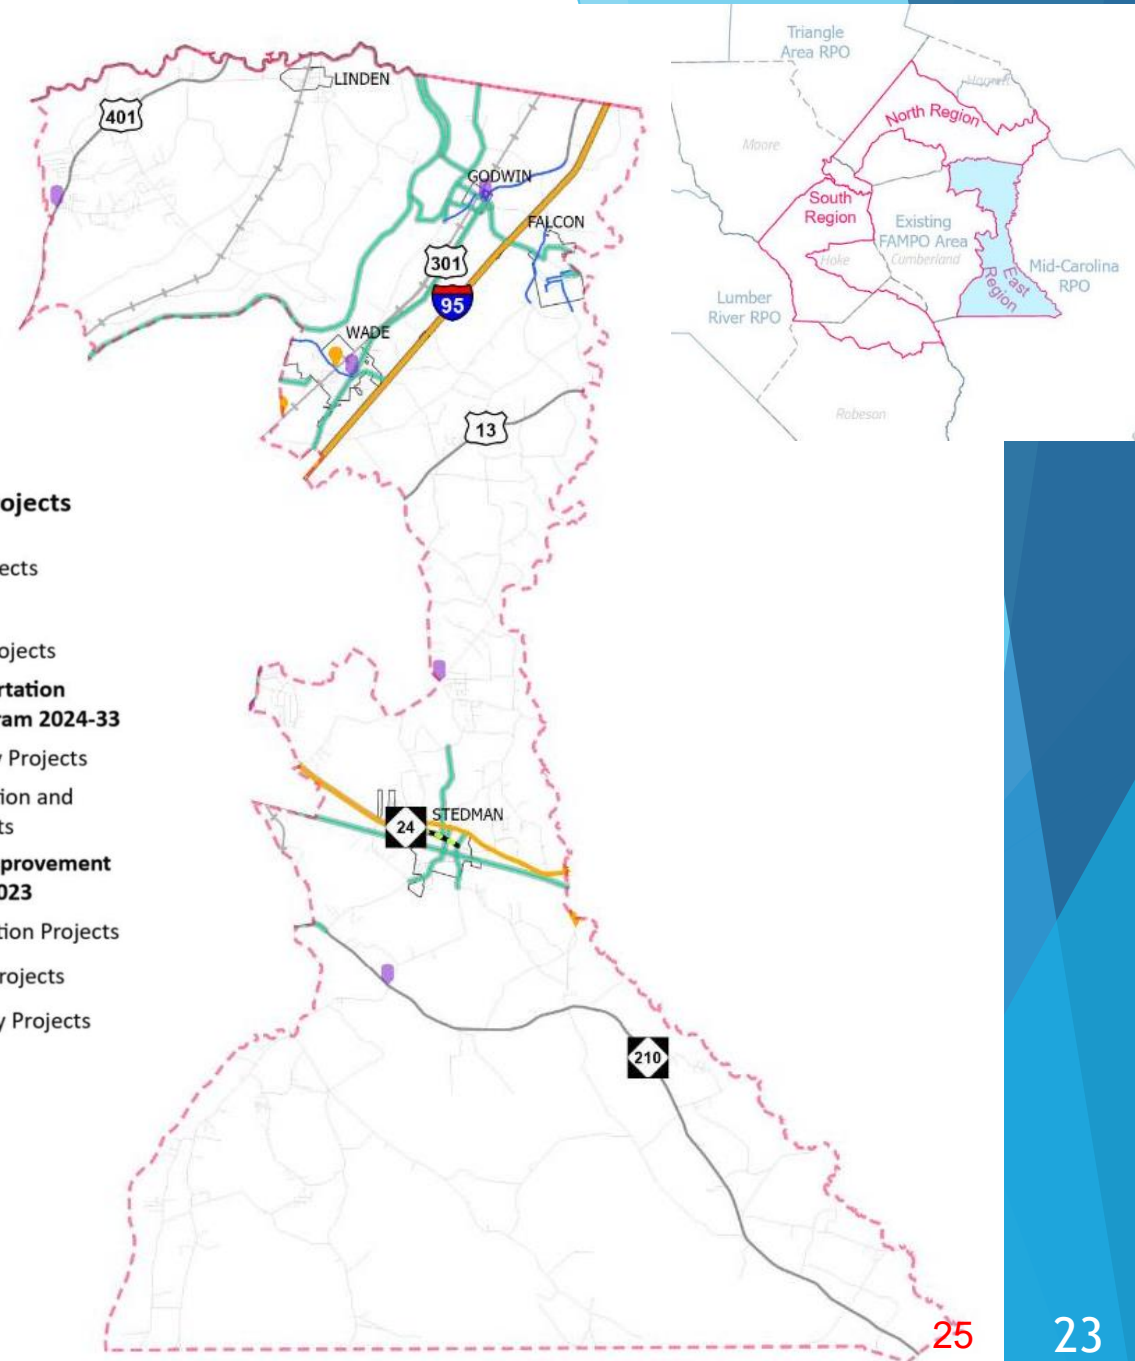 LINDEN
401
GODWIN
FALCON
301
95
WADE
13
STEDMAN
24
210
Triangle
Area RPO
Harnett
North Region
Moore
South
Region
Existing
FAMPO Area
Cumberland
Hoke
East
Region
Mid-Carolina
RPO
Lumber
River RPO
Robeson
ojects
ects
ojects
rtation
ram 2024-33
y Projects
ion and
ts
provement
023
tion Projects
rojects
y Projects
25
23